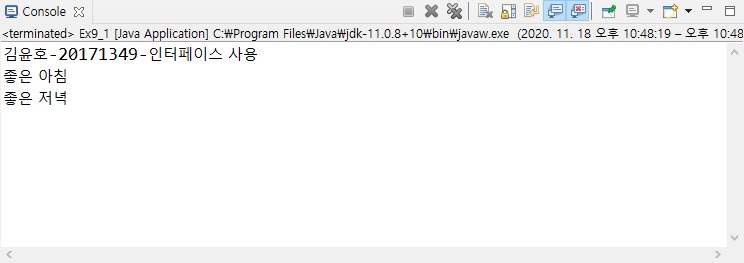 Console
<terminated> Ex9_1 [Java Application] C:₩Program Files₩Java₩jdk-11.0.8+10₩bin₩javaw.exe (2020. 11. 18 오후 10:48:19 – 오후 10:48
김윤호-20171349-인터페이스 사용
좋은 아침
좋은 저녁